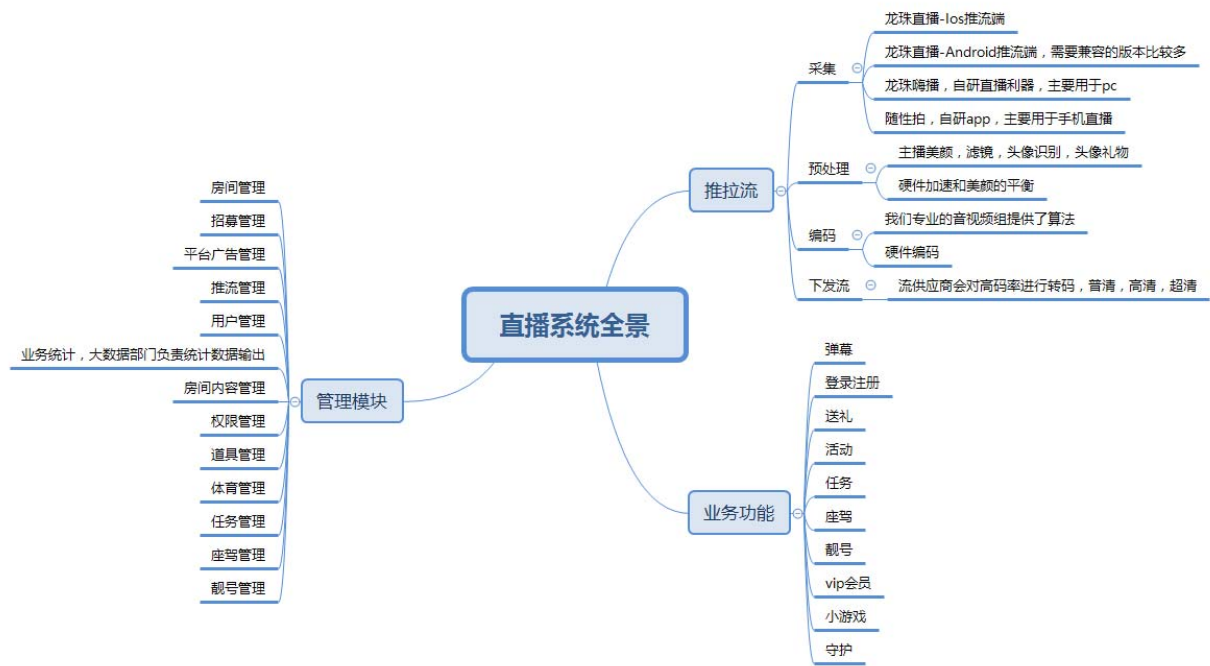 直播系统全景
推拉流
采集
龙珠直播-Ios推流端
龙珠直播-Android推流端，需要兼容的版本比较多
龙珠嗨播，自研直播利器，主要用于pc
随性拍，自研app，主要用于手机直播
预处理
主播美颜，滤镜，头像识别，头像礼物
硬件加速和美颜的平衡
编码
我们专业的音视频组提供了算法
硬件编码
下发流
流供应商会对高码率进行转码，普清，高清，超清
业务功能
弹幕
登录注册
送礼
活动
任务
座驾
靓号
vip会员
小游戏
守护
管理模块
房间管理
招募管理
平台广告管理
推流管理
用户管理
业务统计，大数据部门负责统计数据输出
房间内容管理
权限管理
道具管理
体育管理
任务管理
座驾管理
靓号管理